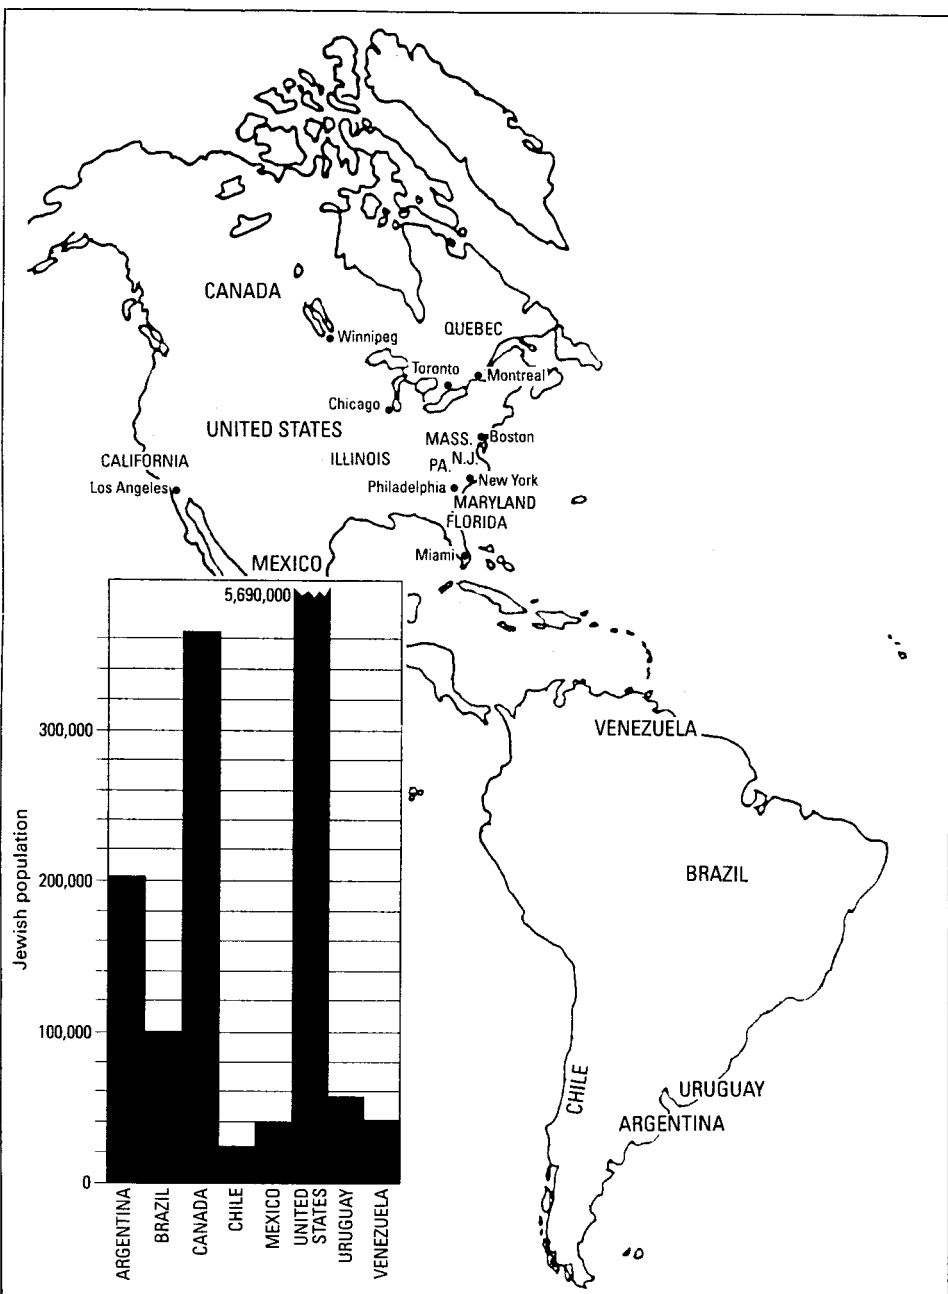 CANADA
QUEBEC
Winnipeg
Toronto
Montreal
Chicago
UNITED STATES
MASS.
Boston
CALIFORNIA
ILLINOIS
PA.
N.J.
Los Angeles
Philadelphia
New York
MARYLAND
FLORIDA
Miami
MEXICO
VENEZUELA
BRAZIL
CHILE
URUGUAY
ARGENTINA
5,690,000
300,000
200,000
100,000
0
Jewish population
ARGENTINA
BRAZIL
CANADA
CHILE
MEXICO
UNITED
STATES
URUGUAY
VENEZUELA